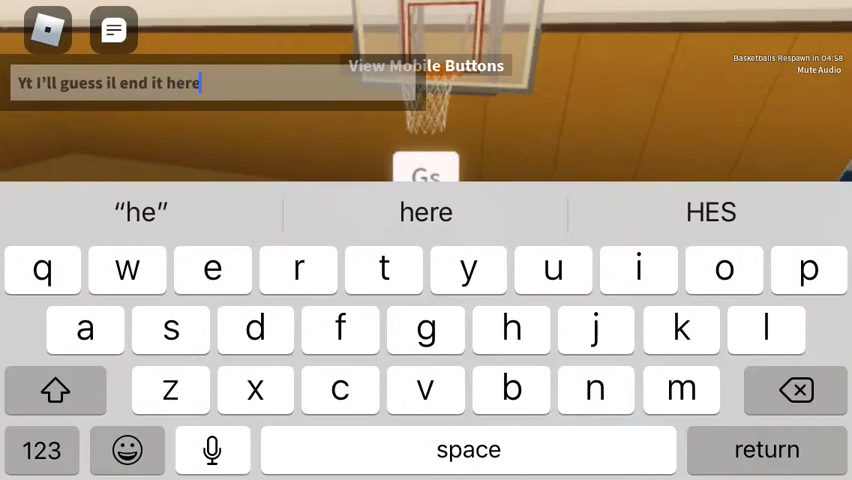 View Mobile Buttons
Basketballs Respawn in 04:58
Mute Audio
Yt I’ll guess il end it here
Gs
“he” here HES
q w e r t y u i o p
a s d f g h j k l
z x c v b n m
123 space return